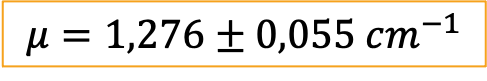 μ = 1,276 ± 0,055 cm⁻¹